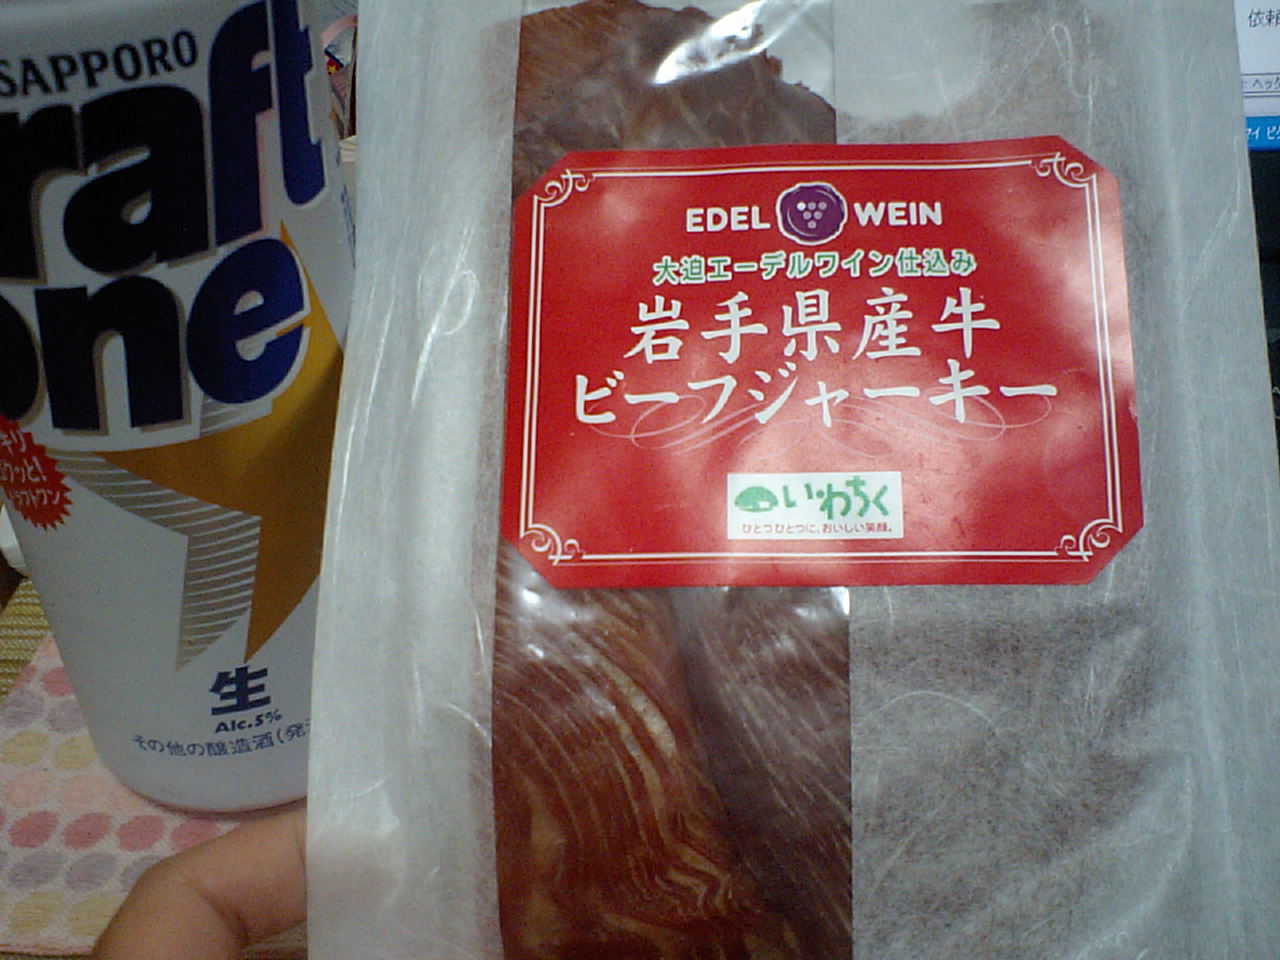 SAPPORO
raft
one
生
Alc.5%
その他の醸造酒(発
EDEL WEIN
大迫エーデルワイン仕込み
岩手県産牛
ビーフジャーキー
いわちく
ひとつひとつに、おいしい笑顔。
依頼